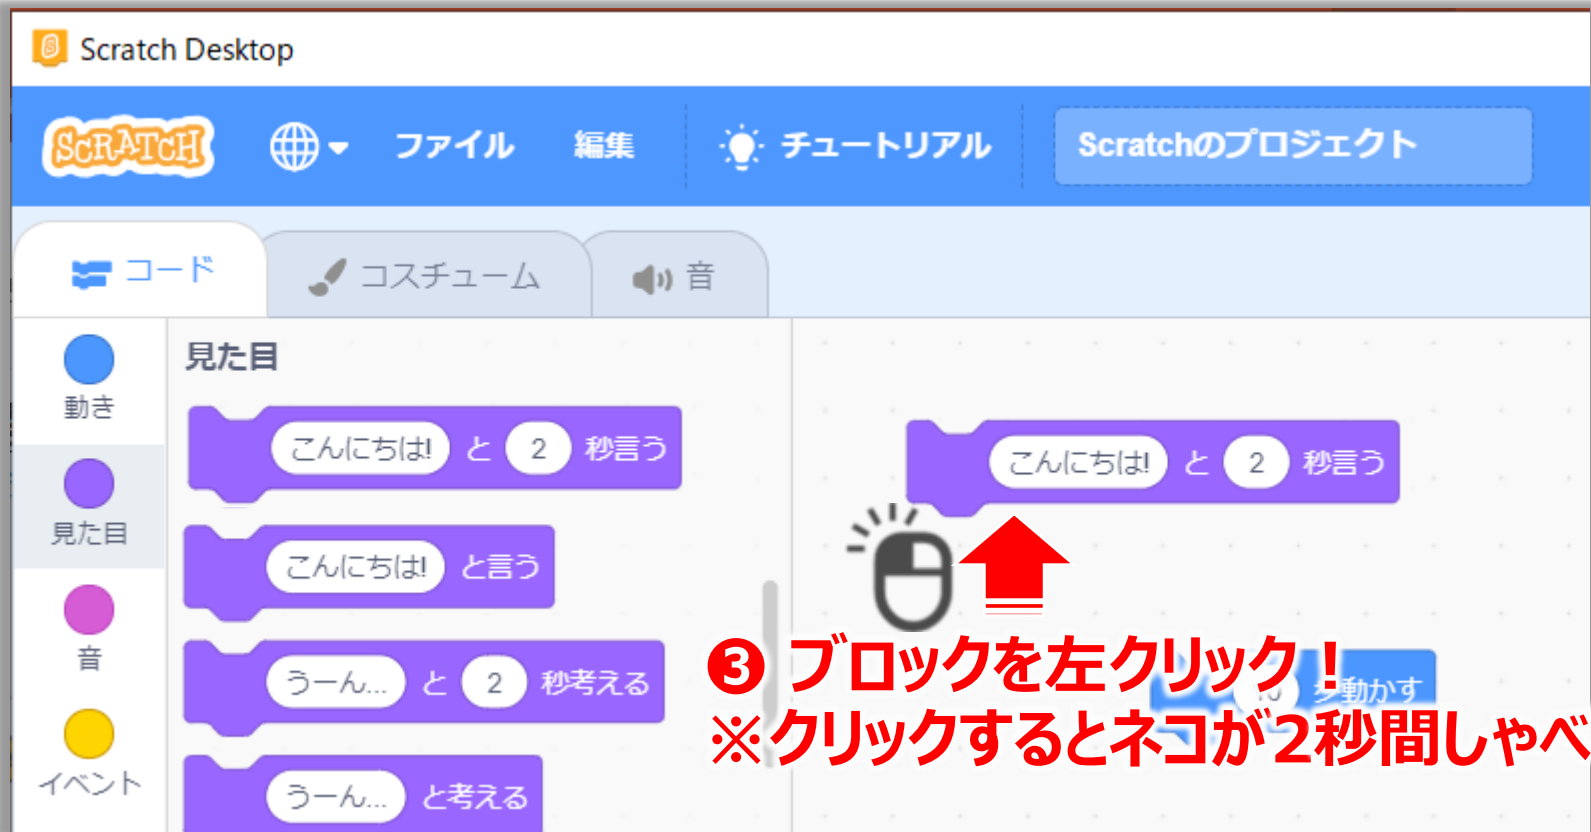 Scratch Desktop
SCRATCH ファイル 編集 チュートリアル Scratchのプロジェクト
コード コスチューム 音
動き
見た目
音
イベント
見た目
こんにちは! と 2 秒言う
こんにちは! と言う
うーん... と 2 秒考える
うーん... と考える
こんにちは! と 2 秒言う
❸ ブロックを左クリック！
動かす
※クリックするとネコが２秒間しゃべ